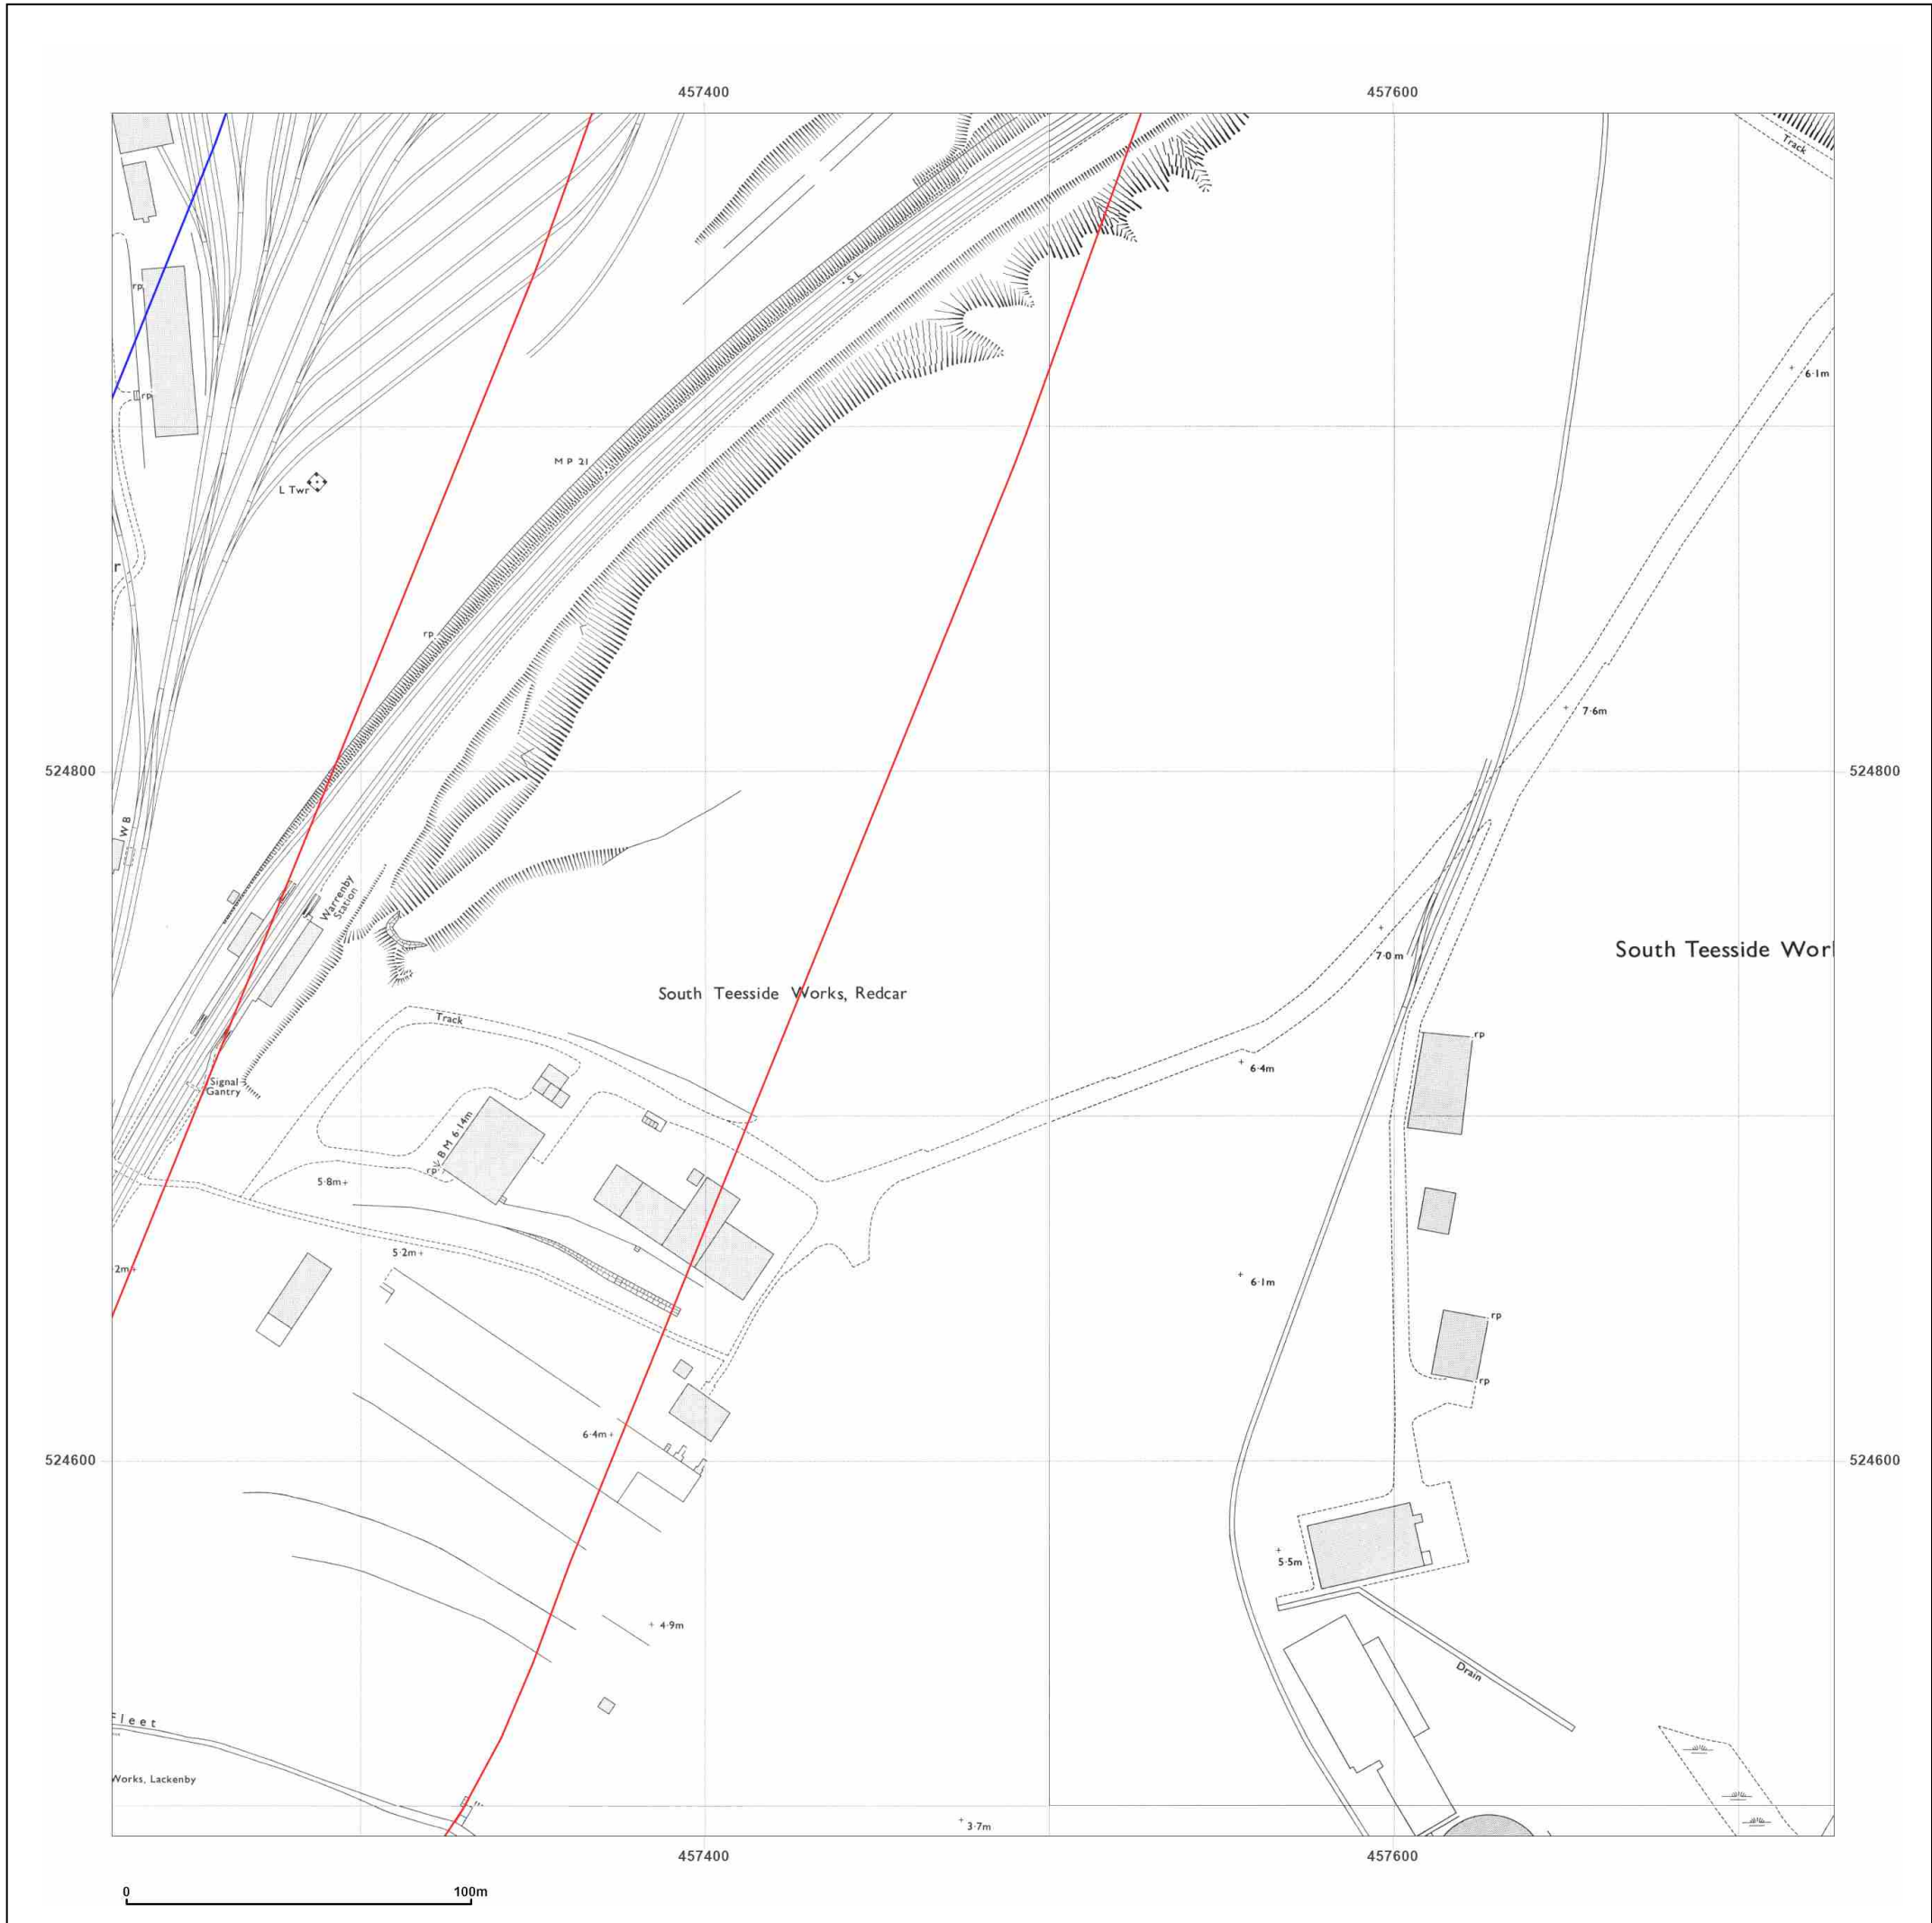 457400
457600
Track
rp
S L
rp
6·1m
M P 21
L Twr
r
rp
7·6m
524800
524800
W B
Warrenby
Station
South Teesside Worl
7·0m
South Teesside Works, Redcar
Track
rp
6·4m
Signal
Gantry
B M 6·14m
rp
5·8m
5·2m
2m
6·1m
rp
rp
6·4m
524600
524600
5·5m
4·9m
Drain
Fleet
Works, Lackenby
3·7m
457400
457600
0
100m